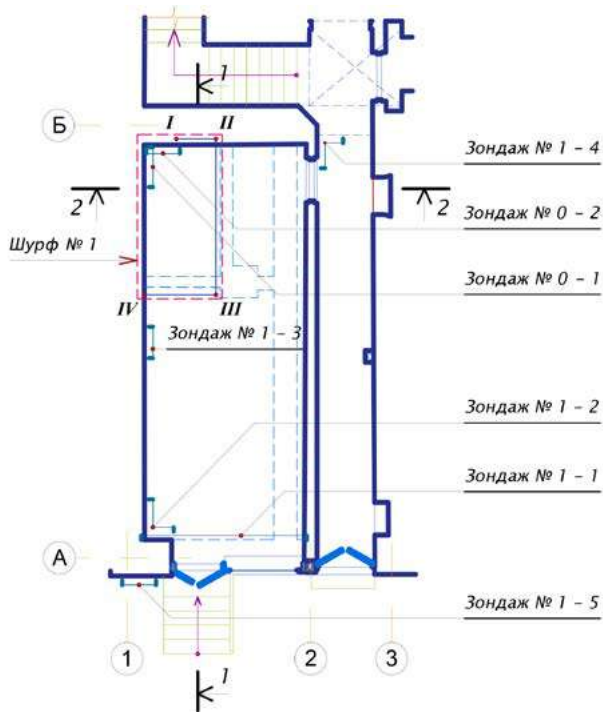 1
Б
I II
Зондаж № 1 – 4
2 2
Зондаж № 0 – 2
Шурф № 1
Зондаж № 0 – 1
IV III
Зондаж № 1 – 3
Зондаж № 1 – 2
Зондаж № 1 – 1
А
Зондаж № 1 – 5
1 2 3
1